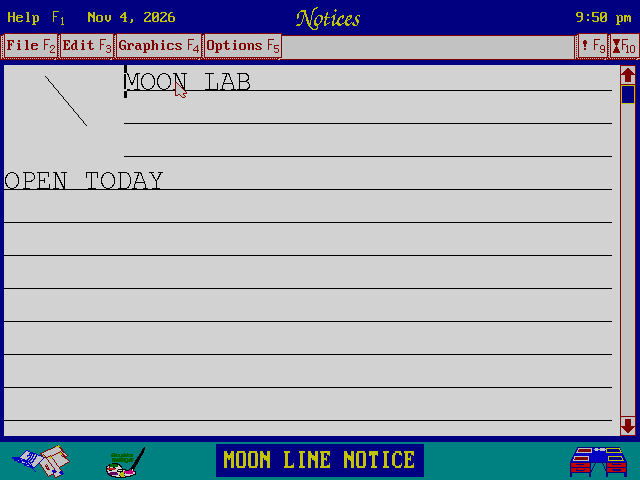 Help F1 Nov 4, 2026 Notices 9:50 pm
File F2 Edit F3 Graphics F4 Options F5 ! F9 F10
MOON LAB
OPEN TODAY
MOON LINE NOTICE